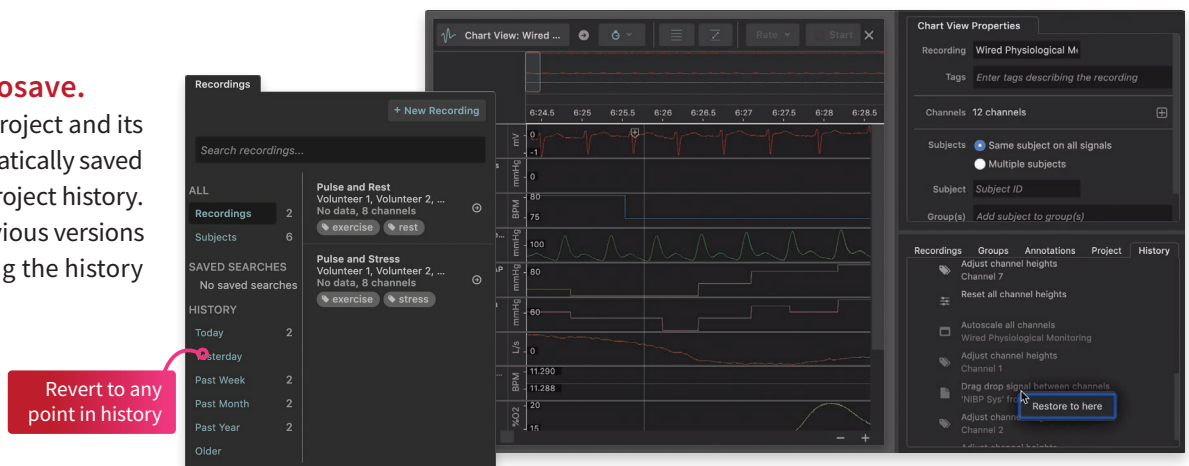 osave.
roject and its
natically saved
roject history.
vious versions
g the history
Revert to any
point in history
Recordings
+ New Recording
Search recordings...
ALL
Recordings 2
Subjects 6
SAVED SEARCHES
No saved searches
HISTORY
Today 2
Yesterday
Past Week 2
Past Month 2
Past Year 2
Older
Pulse and Rest
Volunteer 1, Volunteer 2, ...
No data, 8 channels
exercise rest
Pulse and Stress
Volunteer 1, Volunteer 2, ...
No data, 8 channels
exercise stress
Chart View: Wired ...
Rate
Start
6:24.5 6:25 6:25.5 6:26 6:26.5 6:27 6:27.5 6:28 6:28.5
mV 0
-1
mmHg 0
BPM 80
75
mmHg 100
mmHg 80
mmHg 60
L/s 0
BPM 11.290
11.288
%O2 20
15
Chart View Properties
Recording Wired Physiological Mo
Tags Enter tags describing the recording
Channels 12 channels
Subjects Same subject on all signals
Multiple subjects
Subject Subject ID
Group(s) Add subject to group(s)
Recordings Groups Annotations Project History
Adjust channel heights
Channel 7
Reset all channel heights
Autoscale all channels
Wired Physiological Monitoring
Adjust channel heights
Channel 1
Drag drop signal between channels
'NIBP Sys'
Restore to here
Adjust
Channel 2
Adjust channel heights